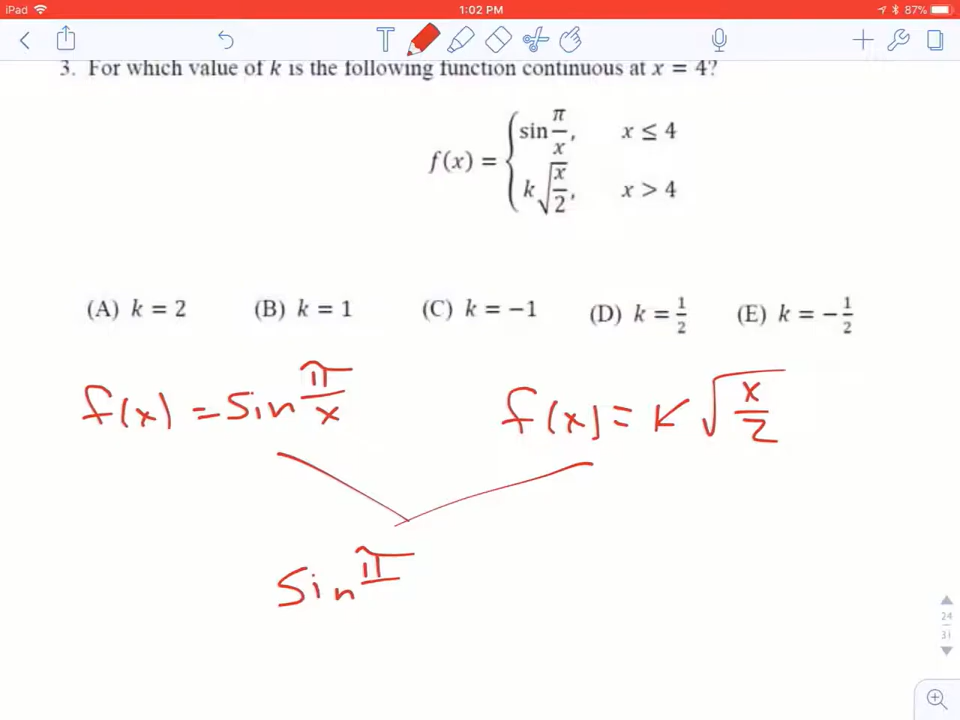 iPad 1:02 PM 87%
T
3. For which value of k is the following function continuous at x = 4?
f(x) = { sin π/x, x ≤ 4
k√(x/2), x > 4
(A) k = 2 (B) k = 1 (C) k = −1 (D) k = 1/2 (E) k = −1/2
f(x) = sin π/x f(x) = k√(x/2)
sin π
24
31